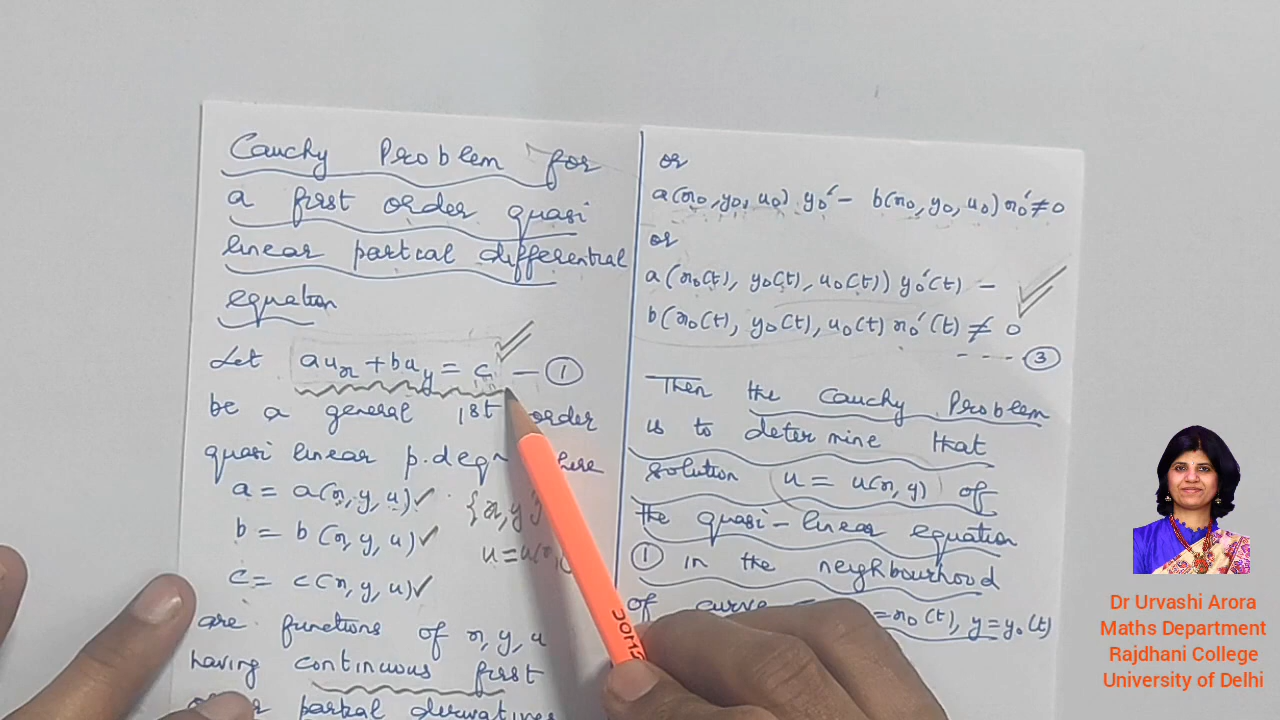 Cauchy Problem for
a first order quasi
linear partial differential
equation
Let au_x + bu_y = c — ①
be a general 1st order
quasi linear p.d eqn
a = a(x, y, u) ✓ {x, y}
b = b(x, y, u) ✓
c = c(x, y, u) ✓
are functions of x, y, u
having continuous first
partial derivatives
or
a(x₀, y₀, u₀) y₀' - b(x₀, y₀, u₀) x₀' ≠ 0
or
a(x₀(t), y₀(t), u₀(t)) y₀'(t) -
b(x₀(t), y₀(t), u₀(t) x₀'(t) ≠ 0
---- ③
Then the Cauchy Problem
is to determine that
solution u = u(x, y) of
the quasi-linear equation
① in the neighbourhood
of curve = x₀(t), y = y₀(t)
JOMS
Dr Urvashi Arora
Maths Department
Rajdhani College
University of Delhi